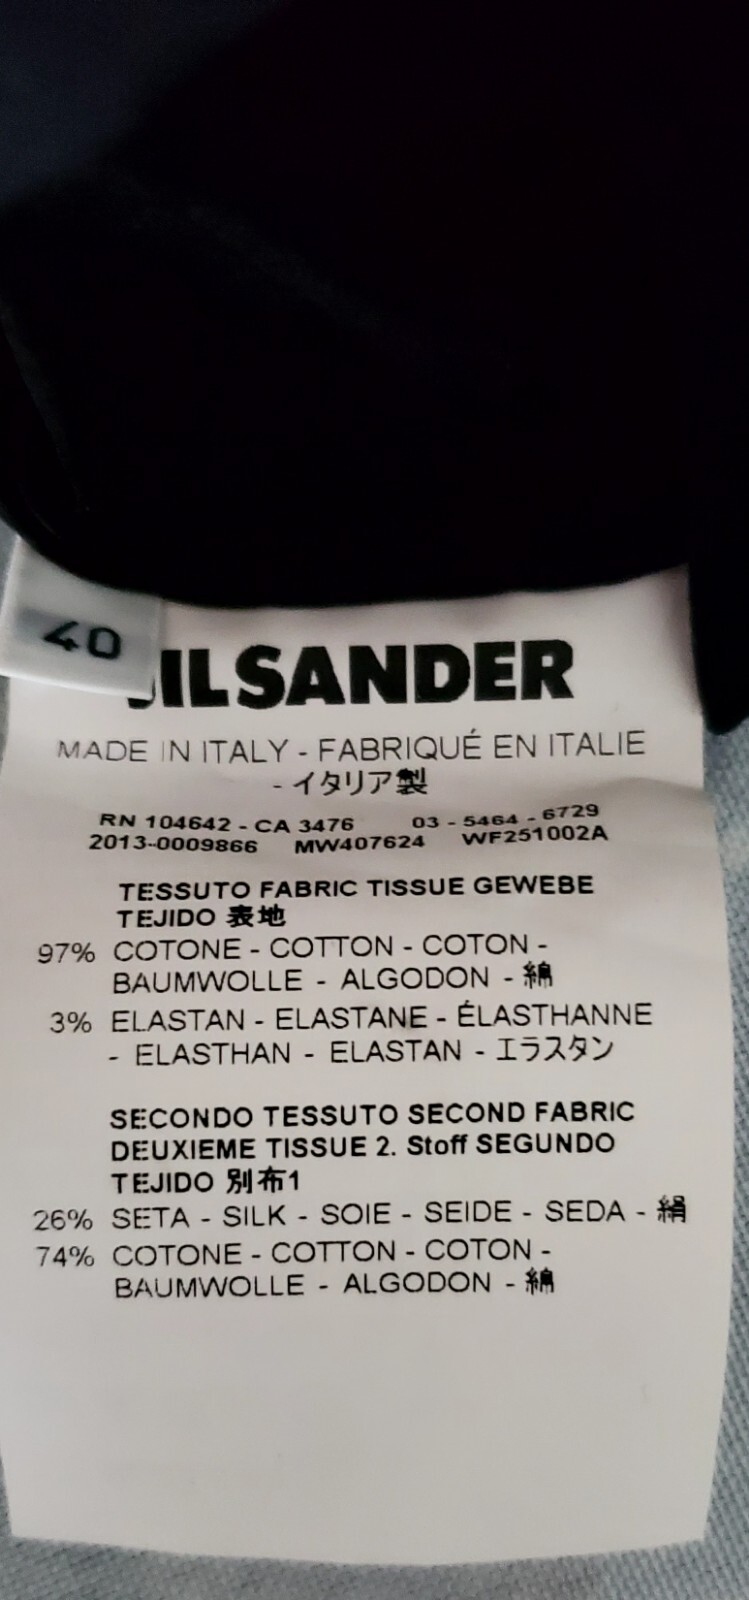 40
JILSANDER
MADE IN ITALY - FABRIQUÉ EN ITALIE
- イタリア製
RN 104642 - CA 3476 03 - 5464 - 6729
2013-0009866 MW407624 WF251002A
TESSUTO FABRIC TISSUE GEWEBE
TEJIDO 表地
97% COTONE - COTTON - COTON -
BAUMWOLLE - ALGODON - 綿
3% ELASTAN - ELASTANE - ÉLASTHANNE
- ELASTHAN - ELASTAN - エラスタン
SECONDO TESSUTO SECOND FABRIC
DEUXIEME TISSUE 2. Stoff SEGUNDO
TEJIDO 別布1
26% SETA - SILK - SOIE - SEIDE - SEDA - 絹
74% COTONE - COTTON - COTON -
BAUMWOLLE - ALGODON - 綿